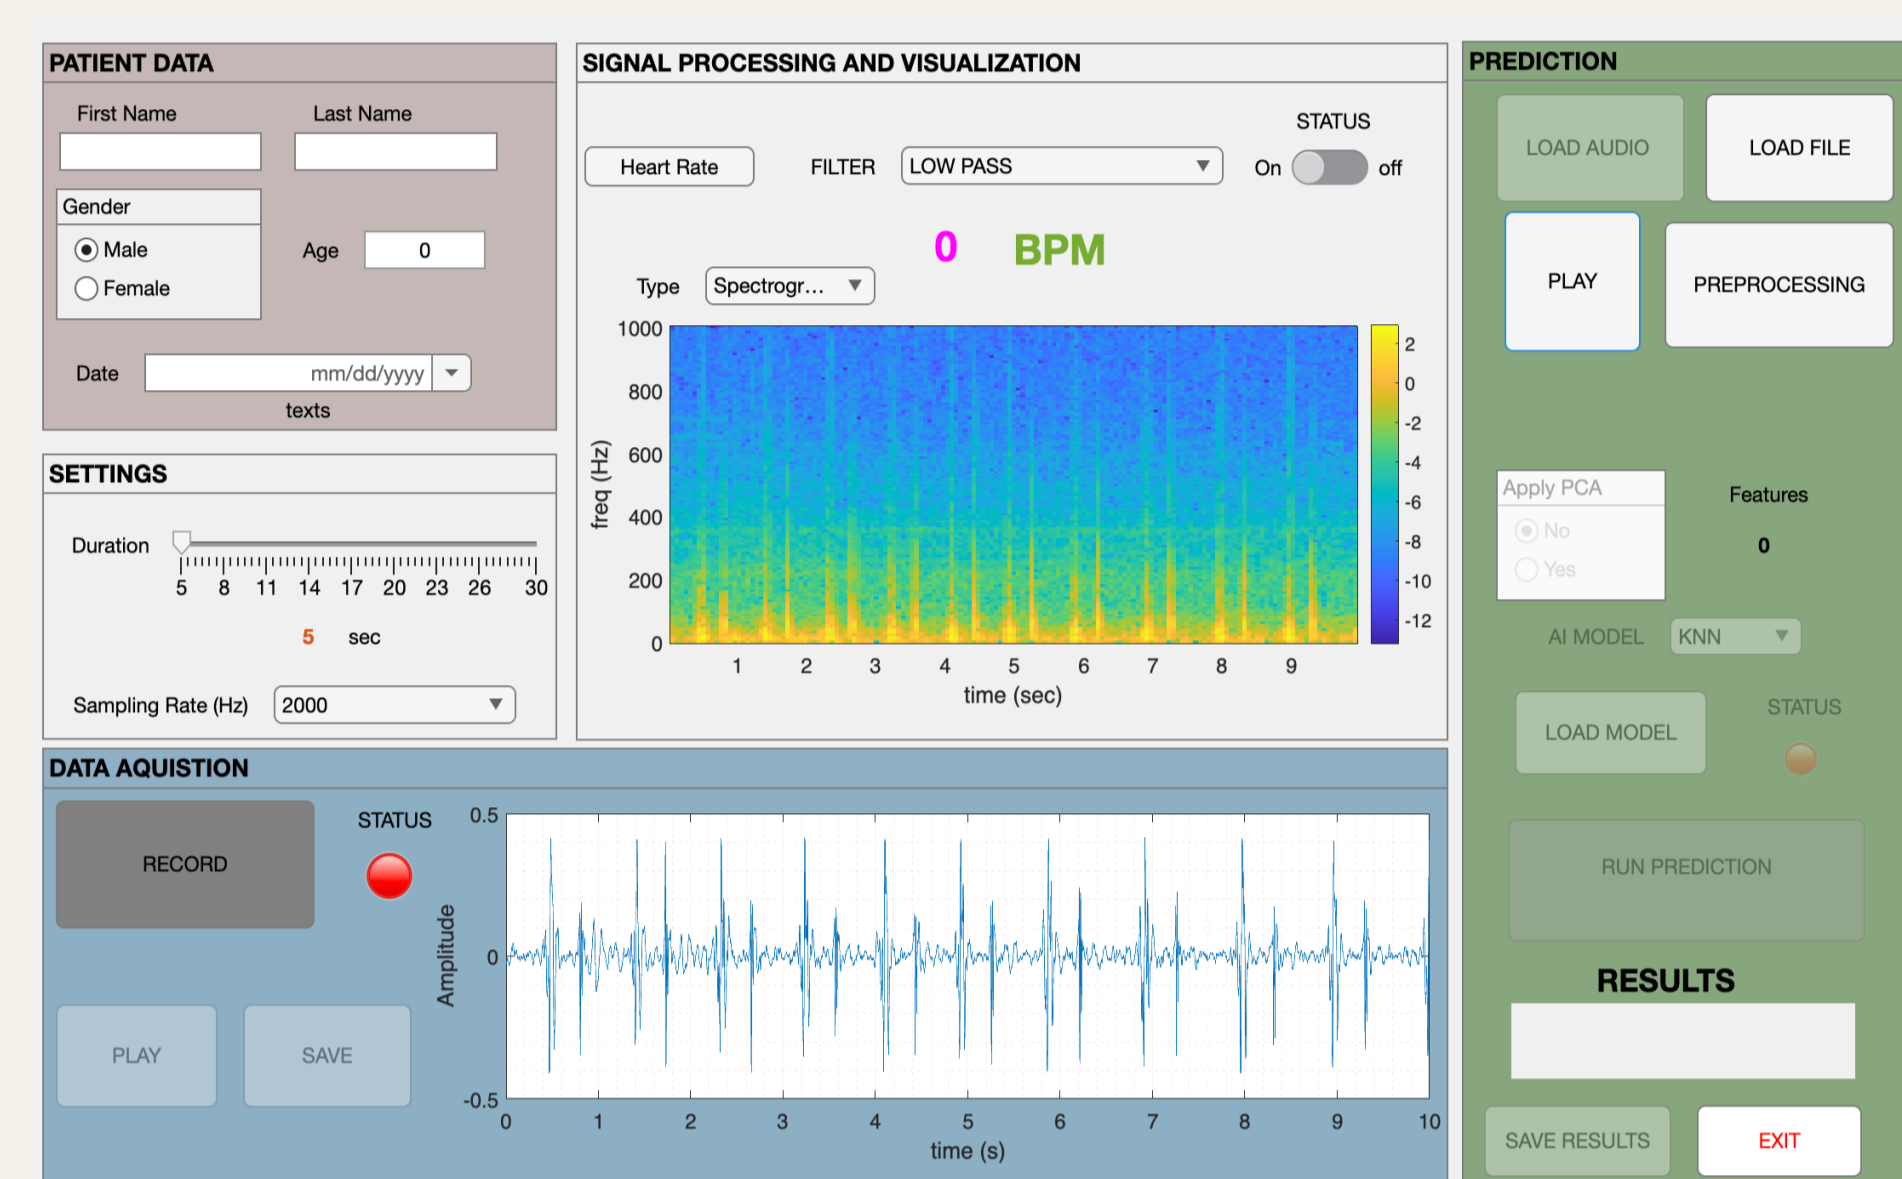 PATIENT DATA
First Name
Last Name
Gender
Male
Female
Age
0
Date
mm/dd/yyyy
texts
SETTINGS
Duration
5 8 11 14 17 20 23 26 30
5 sec
Sampling Rate (Hz)
2000
SIGNAL PROCESSING AND VISUALIZATION
STATUS
Heart Rate
FILTER
LOW PASS
On
off
0 BPM
Type
Spectrogr...
1000
800
600
400
200
0
freq (Hz)
1 2 3 4 5 6 7 8 9
time (sec)
2
0
-2
-4
-6
-8
-10
-12
DATA AQUISTION
RECORD
STATUS
PLAY
SAVE
0.5
0
-0.5
Amplitude
0 1 2 3 4 5 6 7 8 9 10
time (s)
PREDICTION
LOAD AUDIO
LOAD FILE
PLAY
PREPROCESSING
Apply PCA
No
Yes
Features
0
AI MODEL
KNN
LOAD MODEL
STATUS
RUN PREDICTION
RESULTS
SAVE RESULTS
EXIT